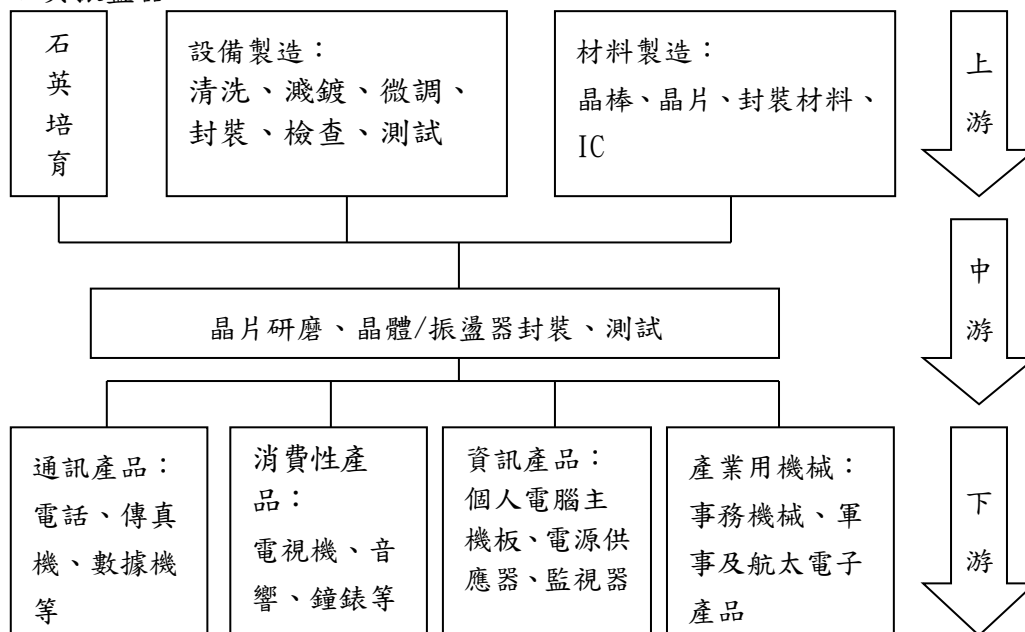 石
英
培
育
設備製造：
清洗、濺鍍、微調、
封裝、檢查、測試
材料製造：
晶棒、晶片、封裝材料、
IC
上
游
中
游
晶片研磨、晶體/振盪器封裝、測試
通訊產品：
電話、傳真
機、數據機
等
消費性產
品：
電視機、音
響、鐘錶等
資訊產品：
個人電腦主
機板、電源供
應器、監視器
產業用機械：
事務機械、軍
事及航太電子
產品
下
游